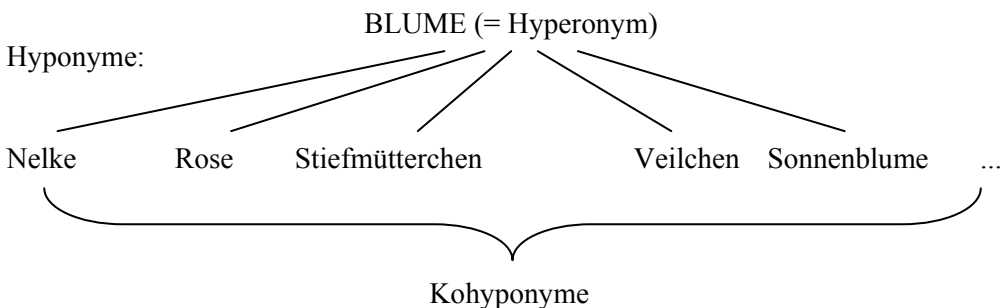 BLUME (= Hyperonym)
Hyponyme:
Nelke Rose Stiefmütterchen Veilchen Sonnenblume ...
Kohyponyme